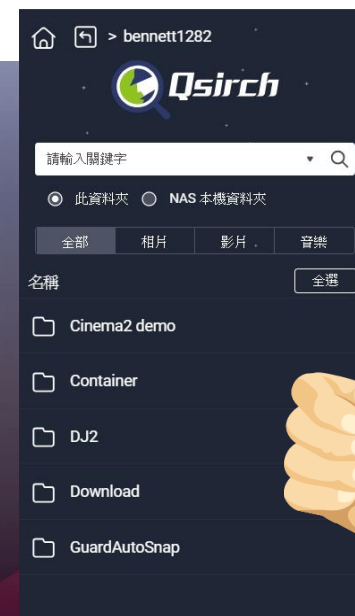 > bennett1282
Qsirch
請輸入關鍵字
此資料夾 NAS 本機資料夾
全部 相片 影片 音樂
名稱 全選
Cinema2 demo
Container
DJ2
Download
GuardAutoSnap